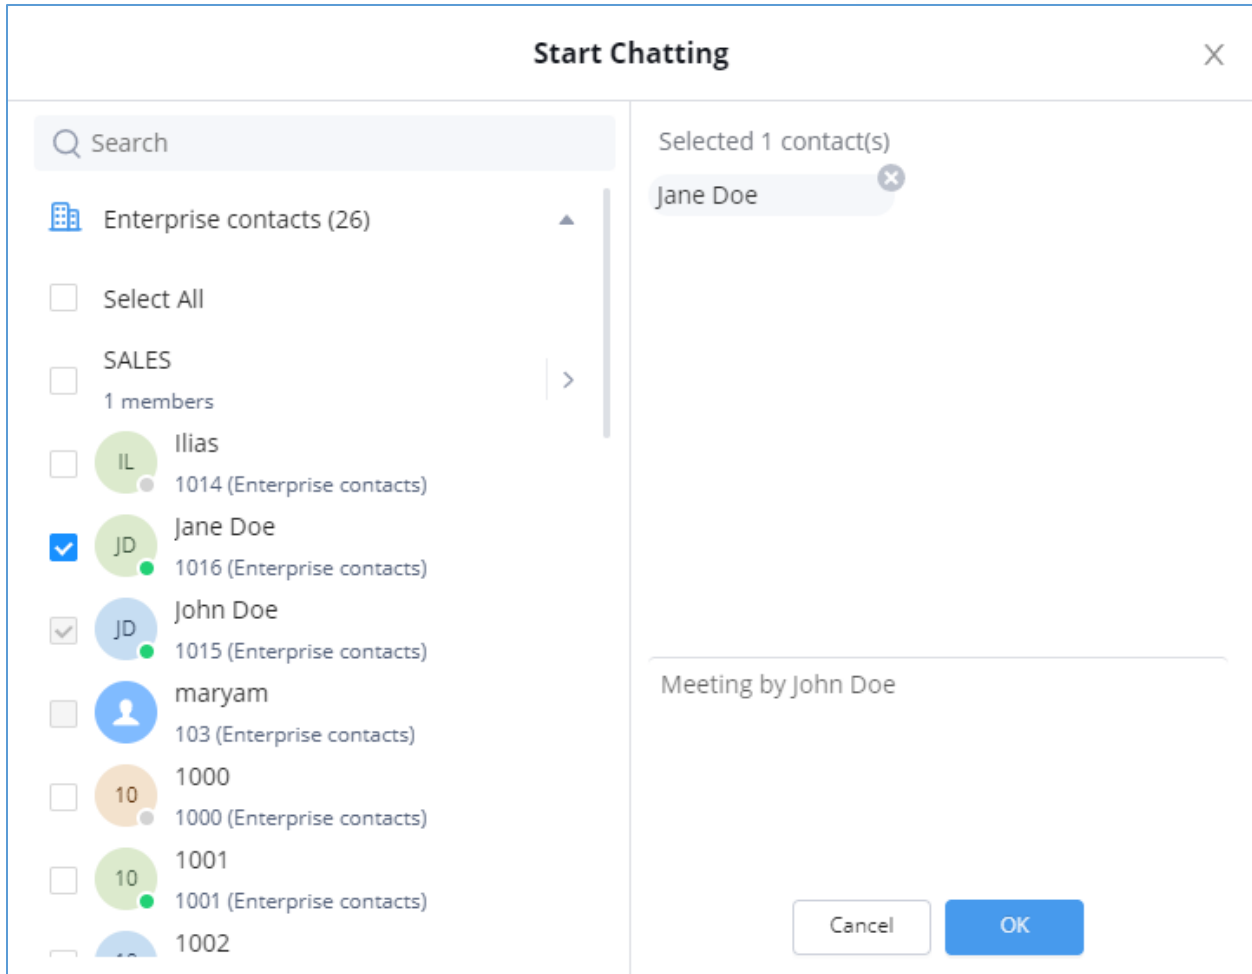 Start Chatting
Search
Enterprise contacts (26)
Select All
SALES
1 members
IL
Ilias
1014 (Enterprise contacts)
JD
Jane Doe
1016 (Enterprise contacts)
JD
John Doe
1015 (Enterprise contacts)
maryam
103 (Enterprise contacts)
10
1000
1000 (Enterprise contacts)
10
1001
1001 (Enterprise contacts)
1002
Selected 1 contact(s)
Jane Doe
Meeting by John Doe
Cancel
OK